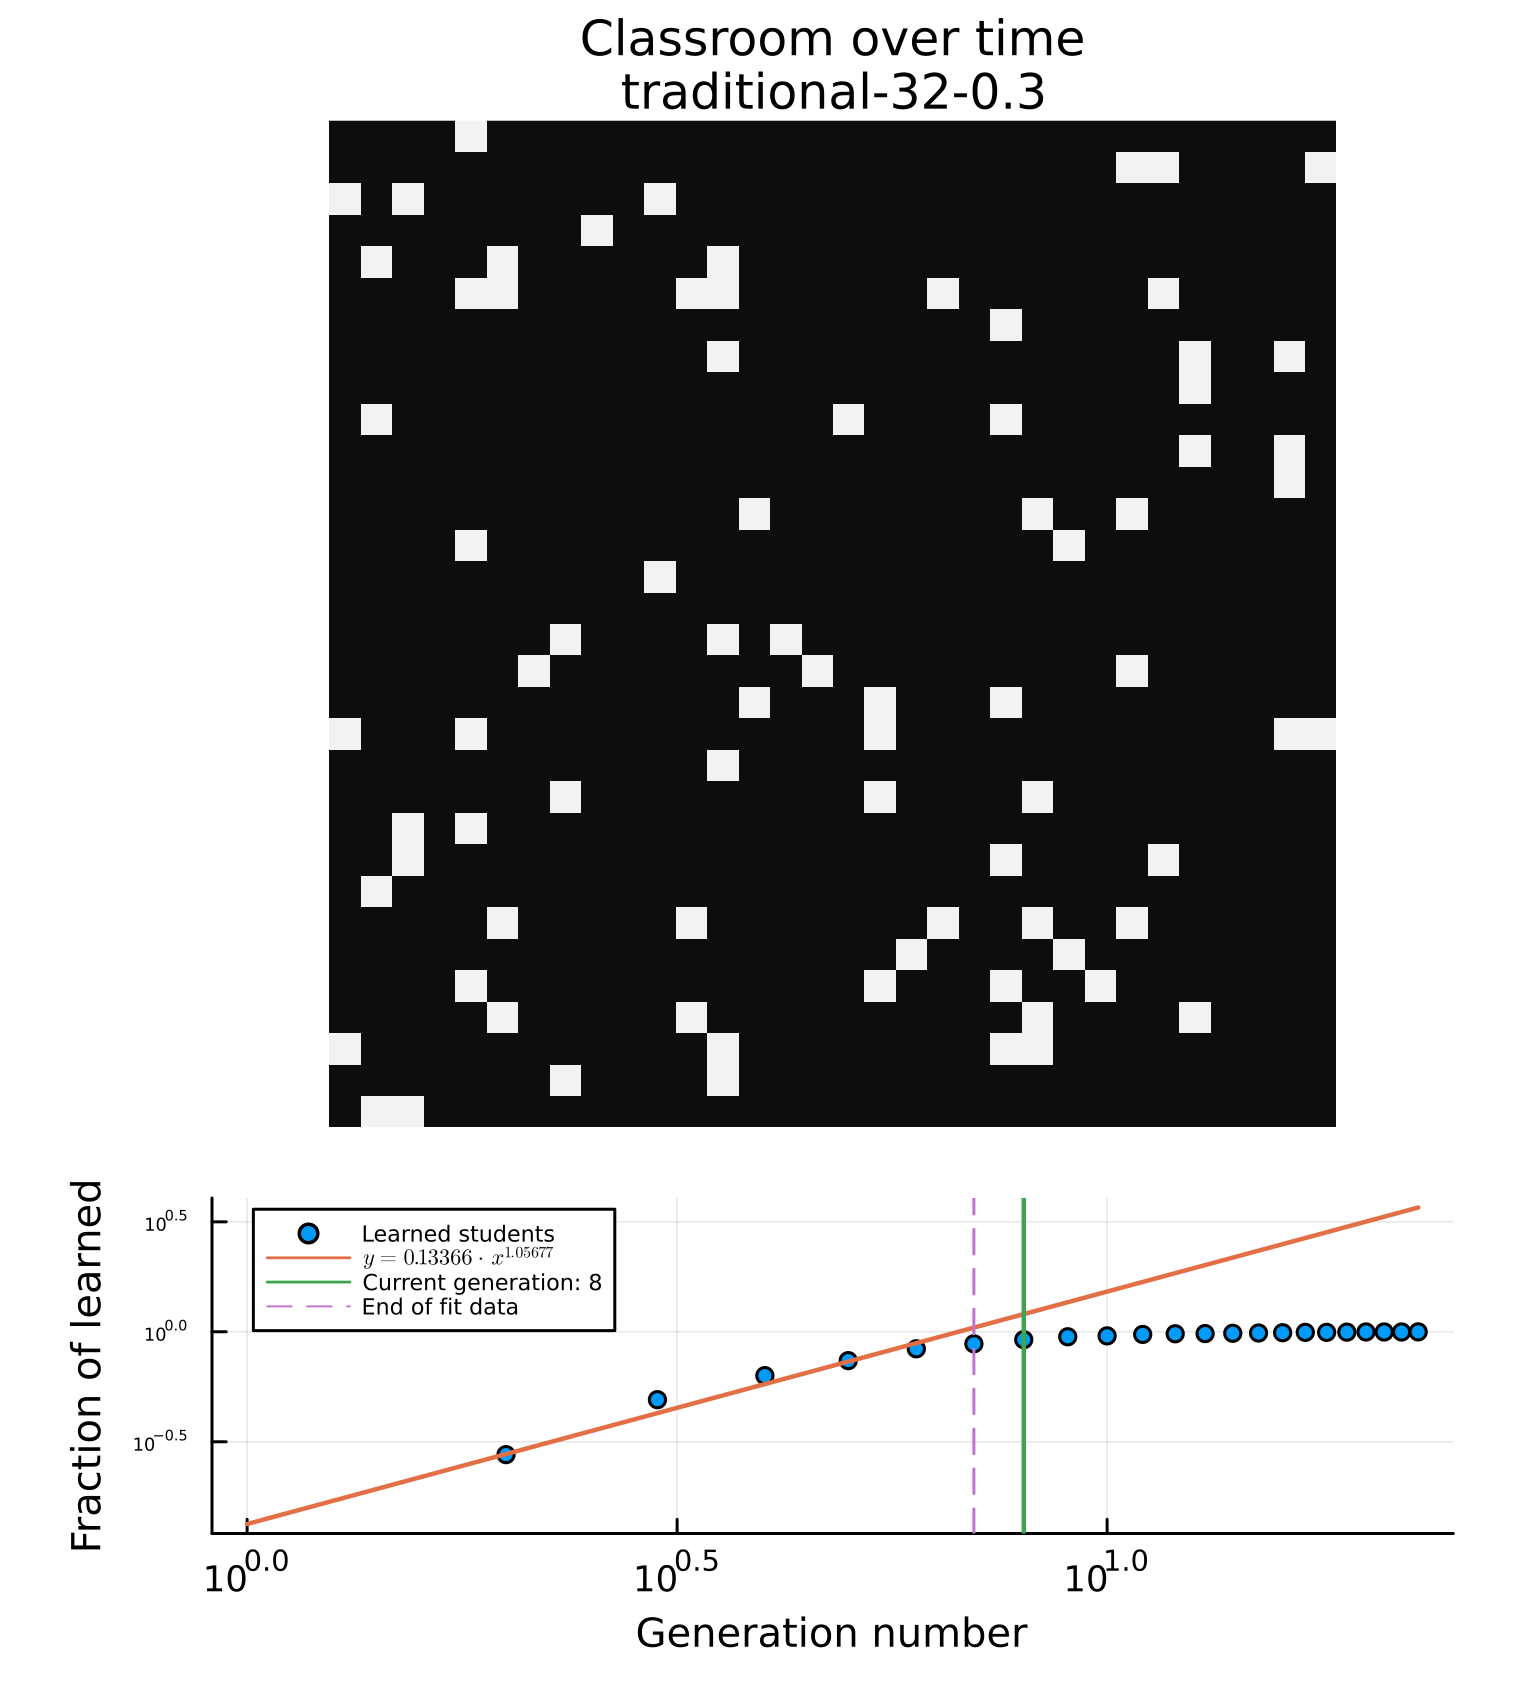 Classroom over time
traditional-32-0.3
Fraction of learned
10^0.5
10^0.0
10^−0.5
Learned students
y = 0.13366 · x^1.05677
Current generation: 8
End of fit data
10^0.0
10^0.5
10^1.0
Generation number